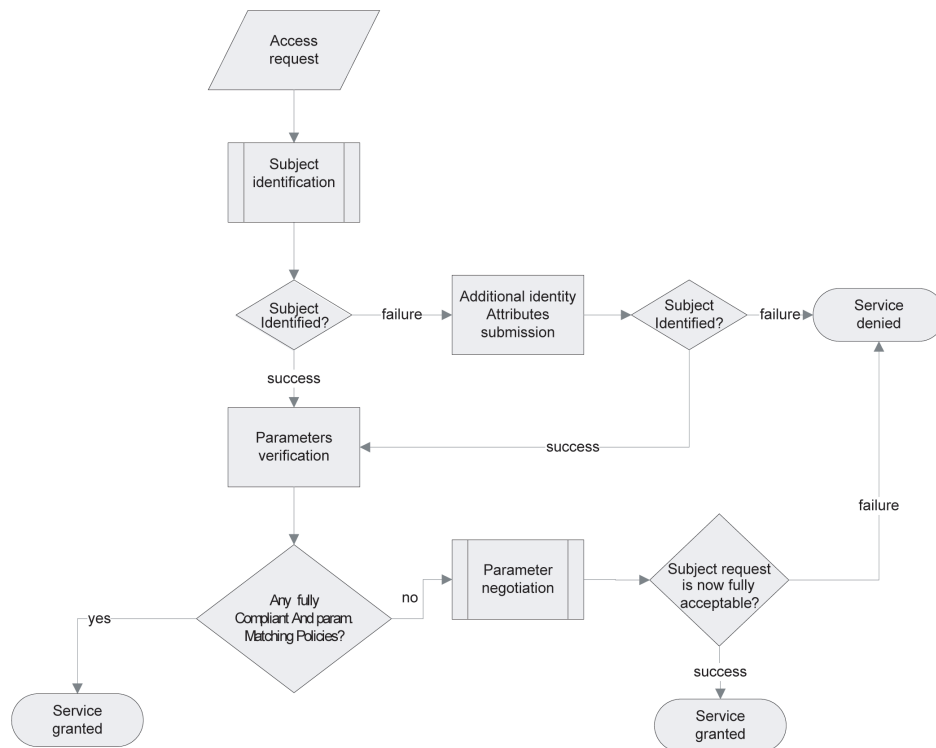 Access
request
Subject
identification
Subject
Identified?
failure
Additional identity
Attributes
submission
Subject
Identified?
failure
Service
denied
success
Parameters
verification
success
failure
Any fully
Compliant And param.
Matching Policies?
yes
no
Parameter
negotiation
Subject request
is now fully
acceptable?
success
Service
granted
Service
granted